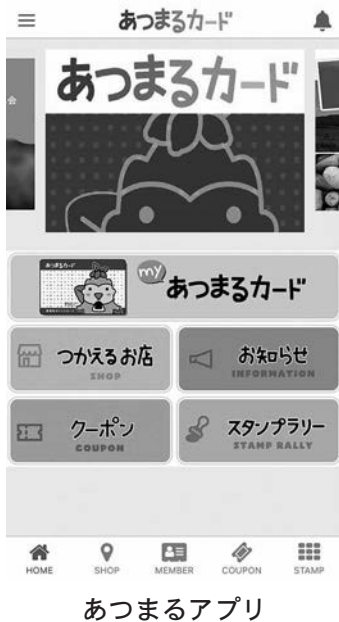 あつまるカード
会
あつまるカード
あつまるカード
my あつまるカード
つかえるお店
SHOP
お知らせ
INFORMATION
クーポン
COUPON
スタンプラリー
STAMP RALLY
HOME SHOP MEMBER COUPON STAMP
あつまるアプリ